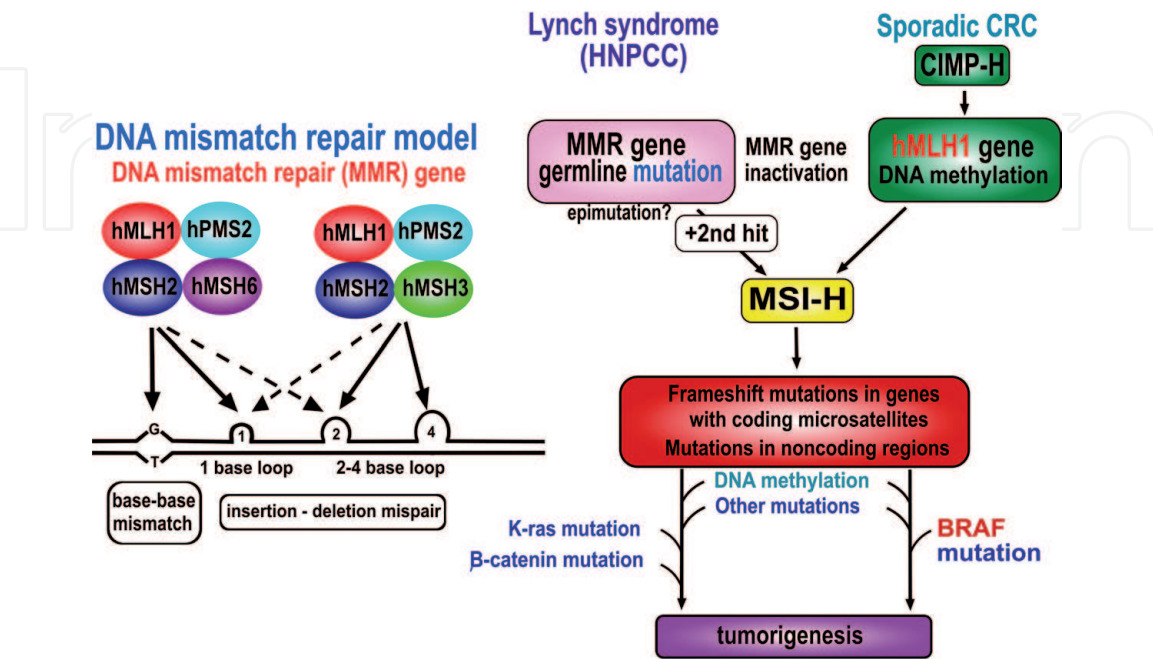 DNA mismatch repair model
DNA mismatch repair (MMR) gene
hMLH1 hPMS2
hMSH2 hMSH6
hMLH1 hPMS2
hMSH2 hMSH3
G
T
1
2
4
1 base loop
2-4 base loop
base-base
mismatch
insertion - deletion mispair
Lynch syndrome
(HNPCC)
Sporadic CRC
CIMP-H
MMR gene
germline mutation
MMR gene
inactivation
hMLH1 gene
DNA methylation
epimutation?
+2nd hit
MSI-H
Frameshift mutations in genes
with coding microsatellites
Mutations in noncoding regions
DNA methylation
Other mutations
K-ras mutation
β-catenin mutation
BRAF
mutation
tumorigenesis